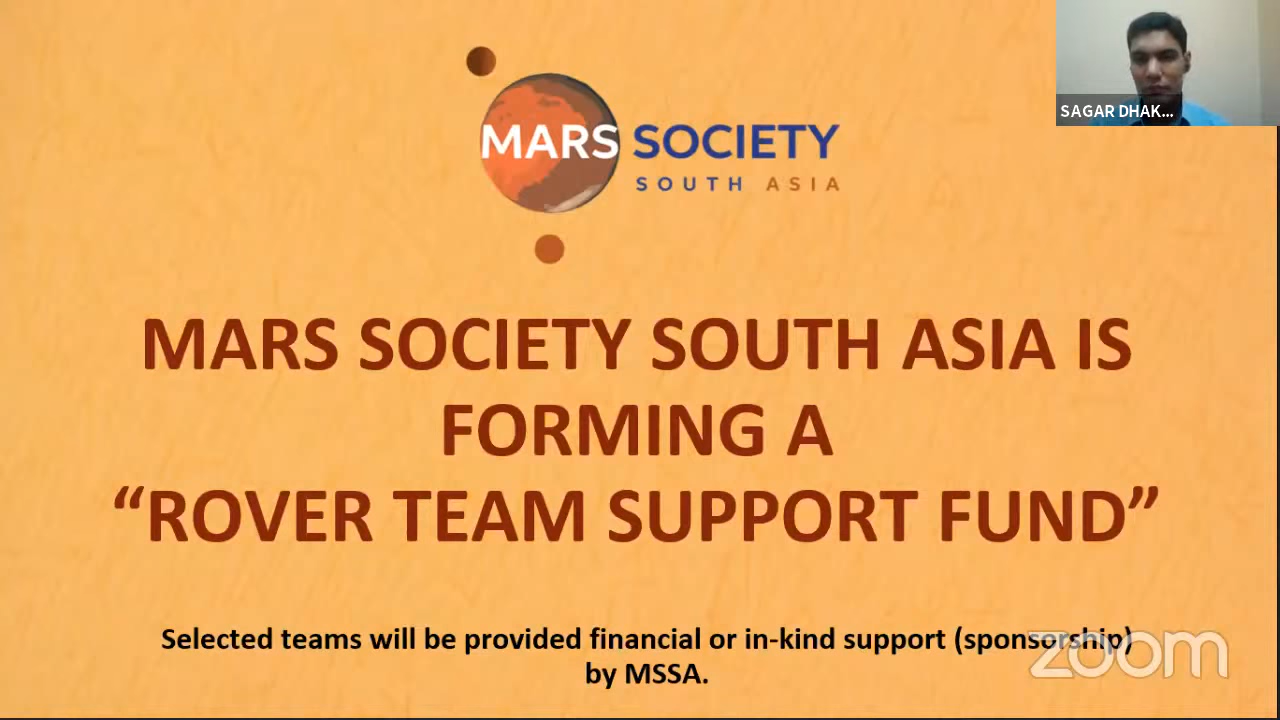 MARS SOCIETY
SOUTH ASIA
SAGAR DHAK...
MARS SOCIETY SOUTH ASIA IS
FORMING A
“ROVER TEAM SUPPORT FUND”
Selected teams will be provided financial or in-kind support (sponsorship)
by MSSA.
zoom